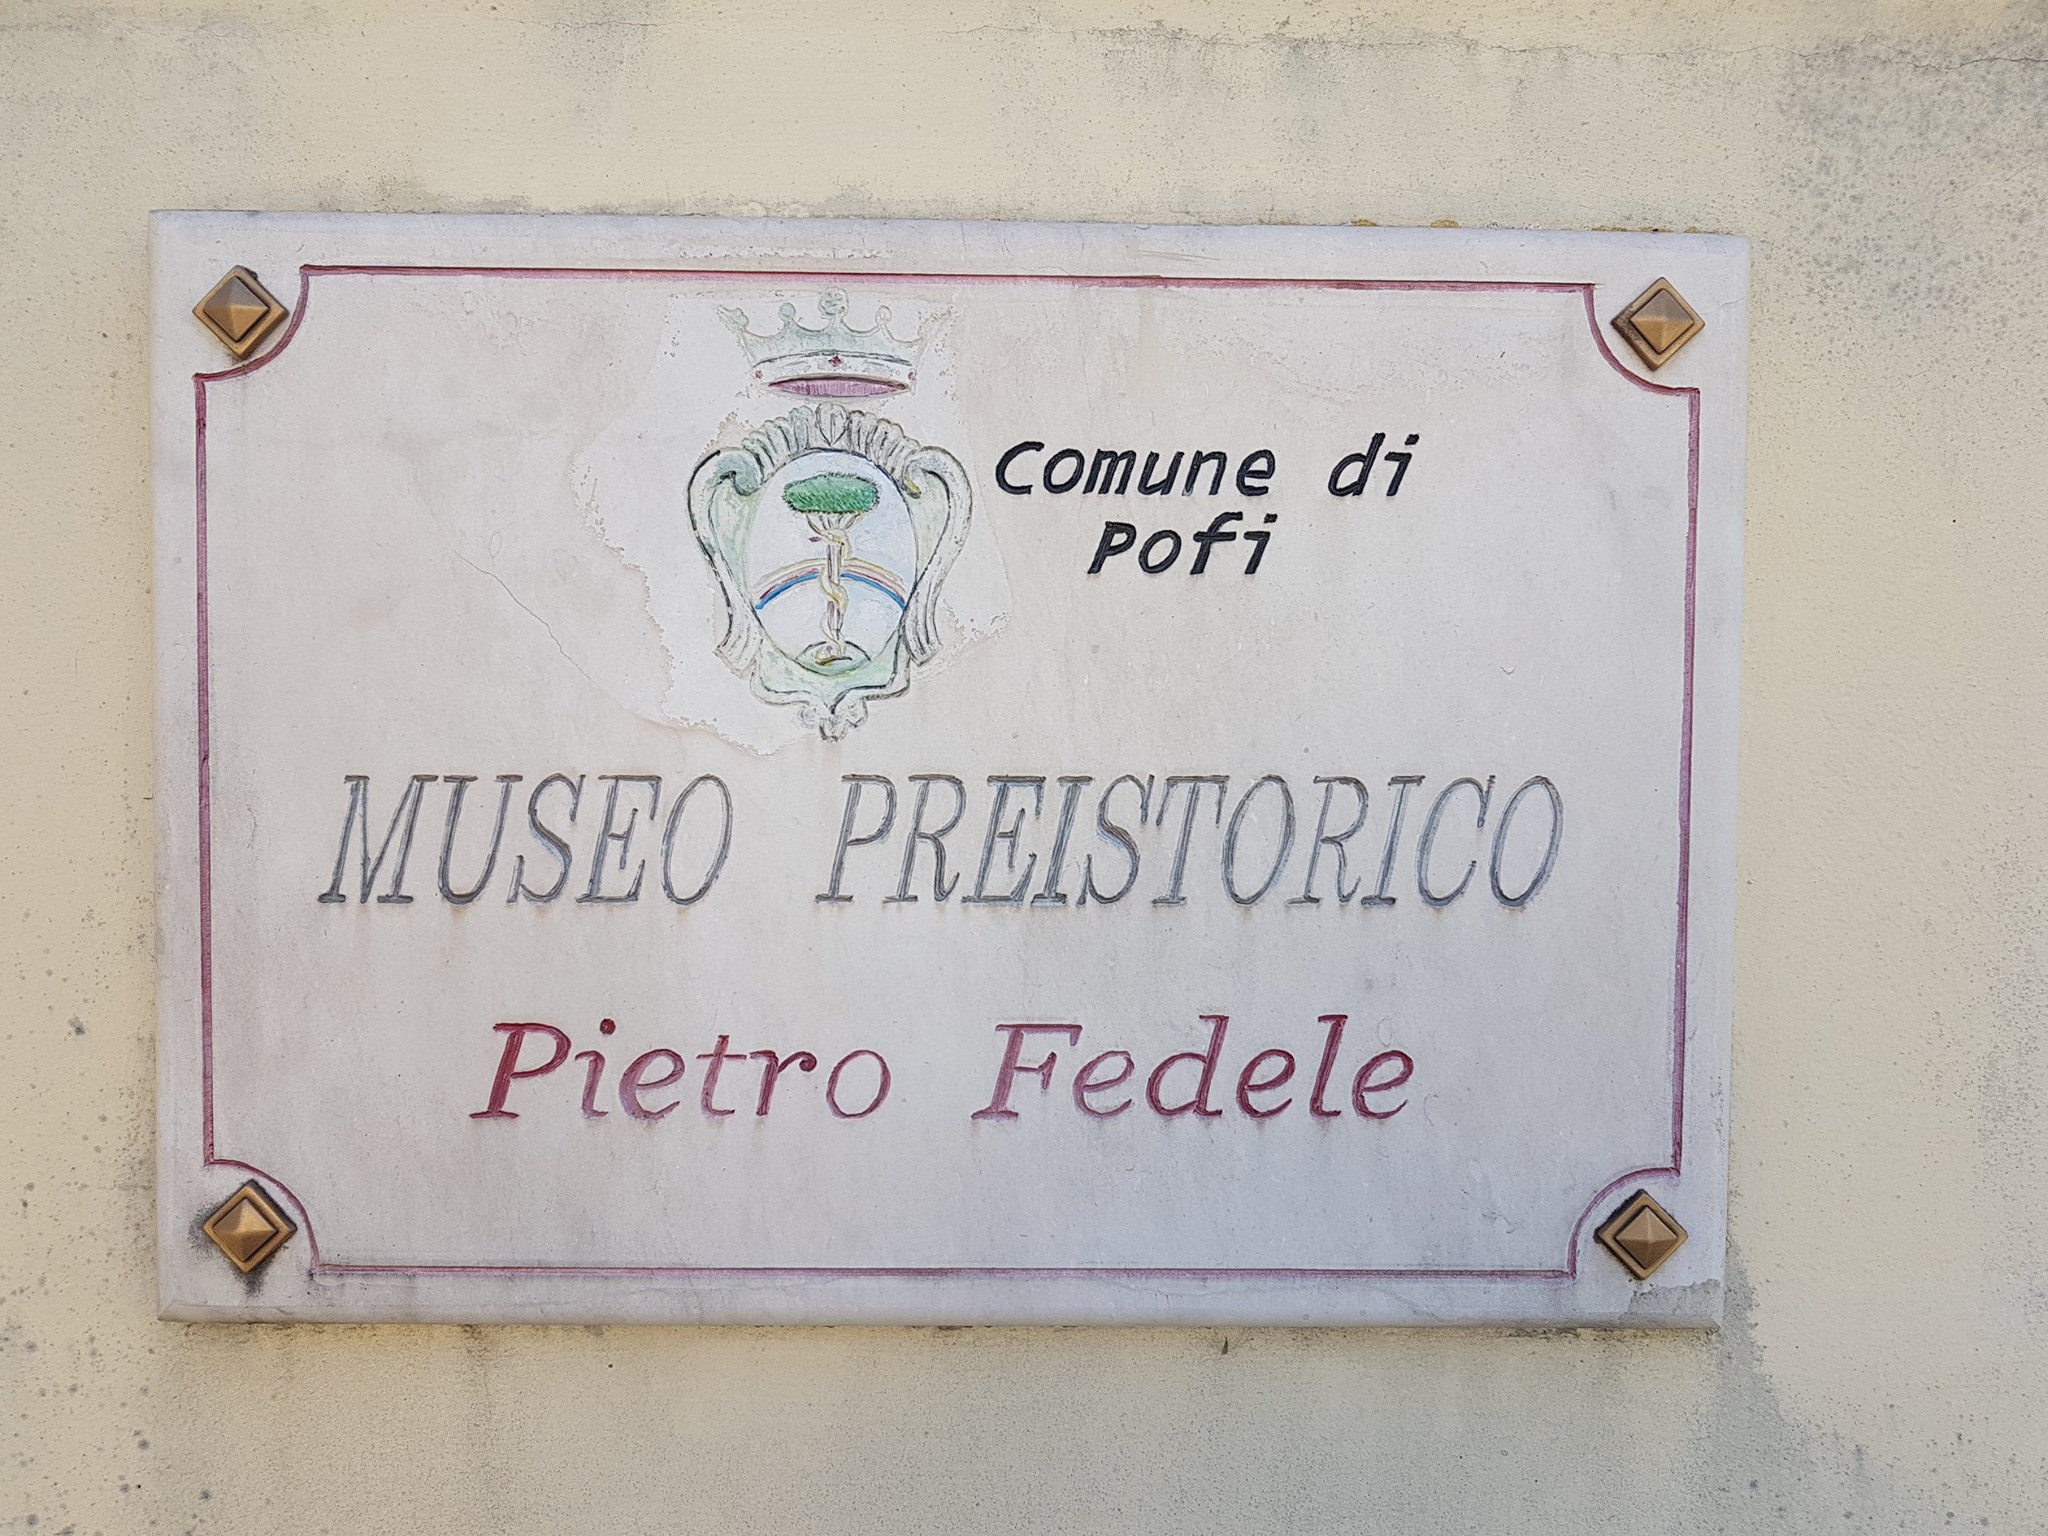 Comune di
Pofi
MUSEO PREISTORICO
Pietro Fedele